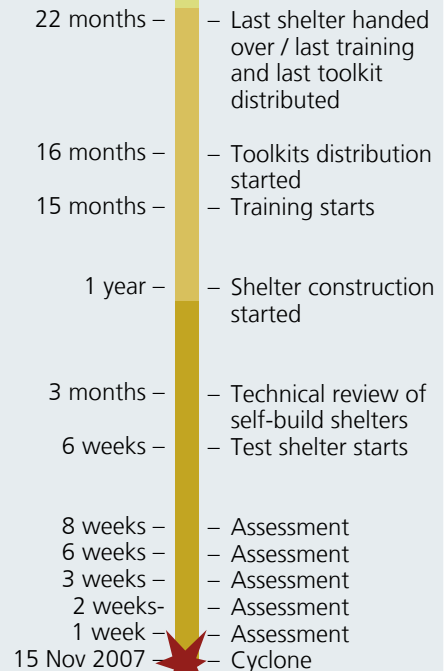 22 months – – Last shelter handed
over / last training
and last toolkit
distributed
16 months – – Toolkits distribution
started
15 months – – Training starts
1 year – – Shelter construction
started
3 months – – Technical review of
self-build shelters
6 weeks – – Test shelter starts
8 weeks – – Assessment
6 weeks – – Assessment
3 weeks – – Assessment
2 weeks- – Assessment
1 week – – Assessment
15 Nov 2007 – – Cyclone